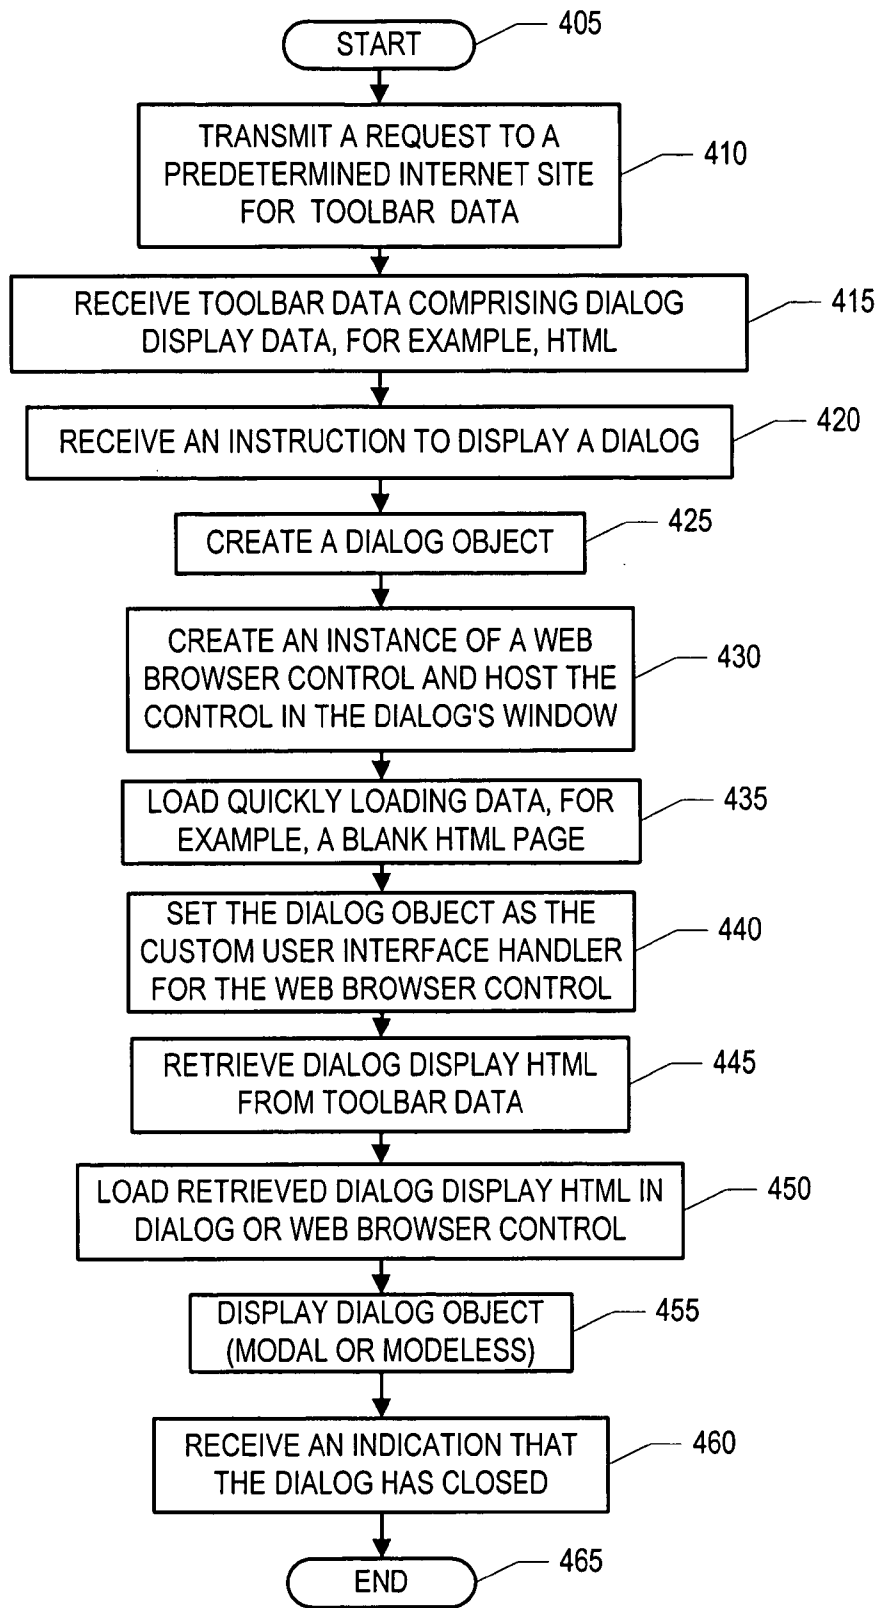 START
405
TRANSMIT A REQUEST TO A
PREDETERMINED INTERNET SITE
FOR TOOLBAR DATA
410
RECEIVE TOOLBAR DATA COMPRISING DIALOG
DISPLAY DATA, FOR EXAMPLE, HTML
415
RECEIVE AN INSTRUCTION TO DISPLAY A DIALOG
420
CREATE A DIALOG OBJECT
425
CREATE AN INSTANCE OF A WEB
BROWSER CONTROL AND HOST THE
CONTROL IN THE DIALOG'S WINDOW
430
LOAD QUICKLY LOADING DATA, FOR
EXAMPLE, A BLANK HTML PAGE
435
SET THE DIALOG OBJECT AS THE
CUSTOM USER INTERFACE HANDLER
FOR THE WEB BROWSER CONTROL
440
RETRIEVE DIALOG DISPLAY HTML
FROM TOOLBAR DATA
445
LOAD RETRIEVED DIALOG DISPLAY HTML IN
DIALOG OR WEB BROWSER CONTROL
450
DISPLAY DIALOG OBJECT
(MODAL OR MODELESS)
455
RECEIVE AN INDICATION THAT
THE DIALOG HAS CLOSED
460
END
465